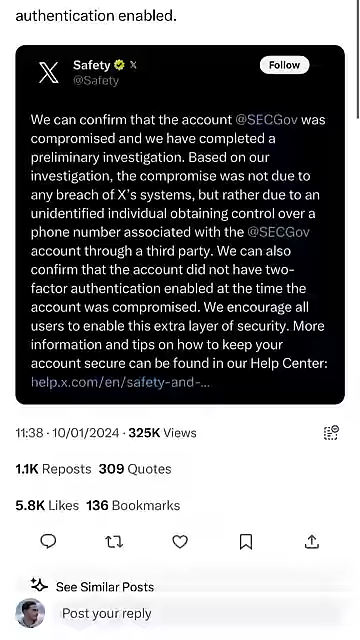 authentication enabled.
Safety
@Safety
Follow
We can confirm that the account @SECGov was
compromised and we have completed a
preliminary investigation. Based on our
investigation, the compromise was not due to
any breach of X's systems, but rather due to an
unidentified individual obtaining control over a
phone number associated with the @SECGov
account through a third party. We can also
confirm that the account did not have two-
factor authentication enabled at the time the
account was compromised. We encourage all
users to enable this extra layer of security. More
information and tips on how to keep your
account secure can be found in our Help Center:
help.x.com/en/safety-and-...
11:38 · 10/01/2024 · 325K Views
1.1K Reposts 309 Quotes
5.8K Likes 136 Bookmarks
See Similar Posts
Post your reply